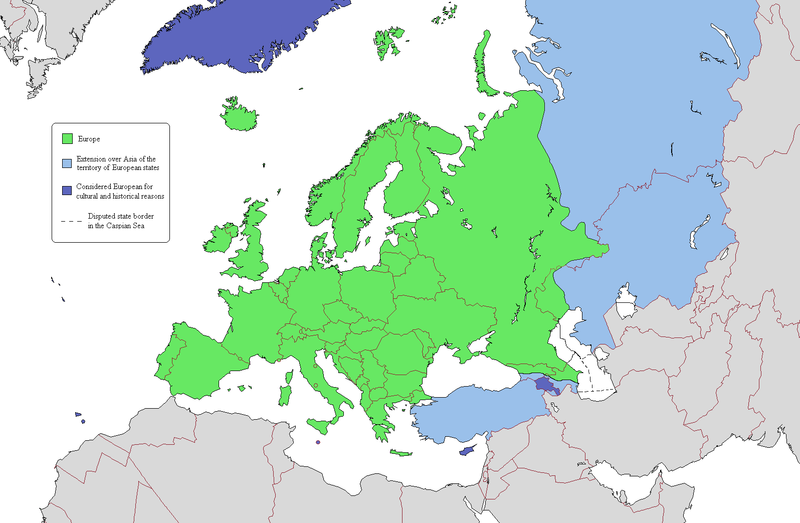 Europe
Extension over Asia of the
territory of European states
Considered European for
cultural and historical reasons
Disputed state border
in the Caspian Sea